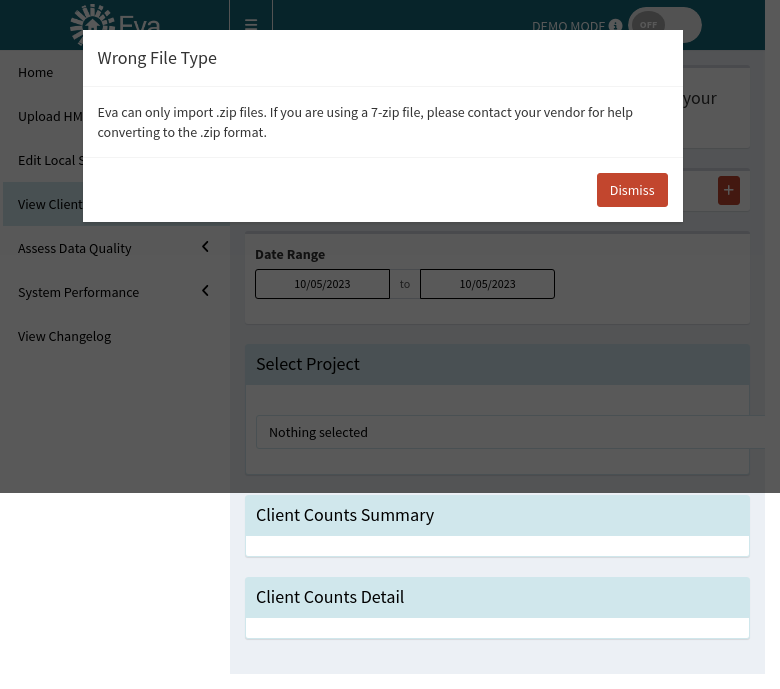 Eva
☰
DEMO MODE
OFF
Wrong File Type
Eva can only import .zip files. If you are using a 7-zip file, please contact your vendor for help
converting to the .zip format.
Dismiss
Home
Upload HM
Edit Local S
View Client
Assess Data Quality
System Performance
View Changelog
your
+
Date Range
10/05/2023 to 10/05/2023
Select Project
Nothing selected
Client Counts Summary
Client Counts Detail